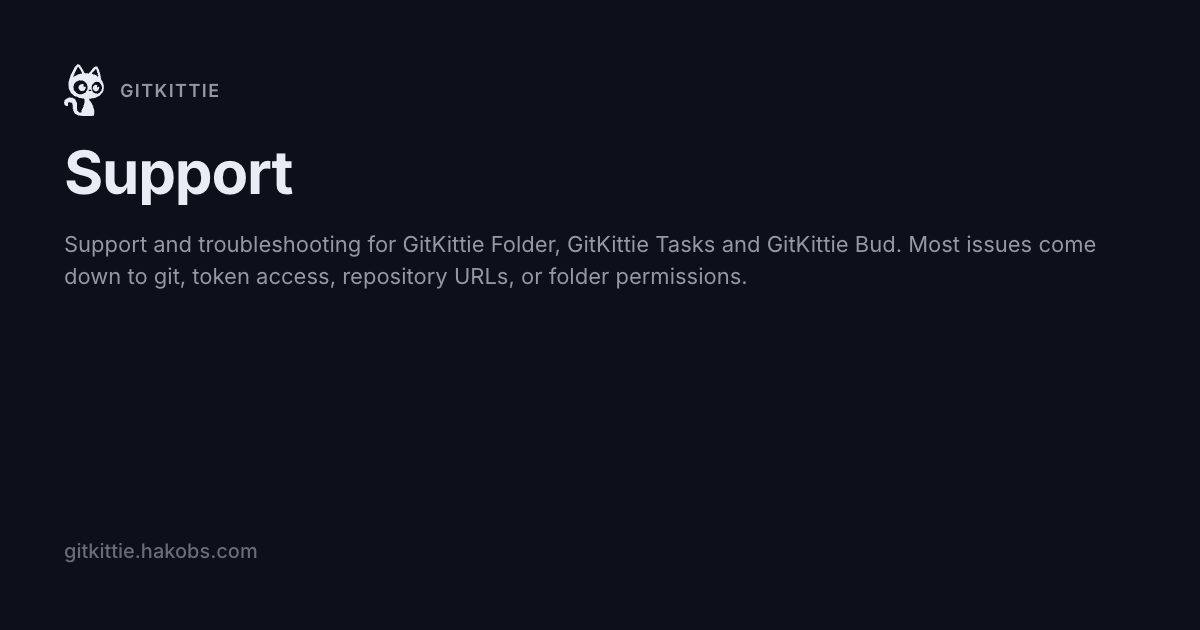 GITKITTIE
Support
Support and troubleshooting for GitKittie Folder, GitKittie Tasks and GitKittie Bud. Most issues come
down to git, token access, repository URLs, or folder permissions.
gitkittie.hakobs.com